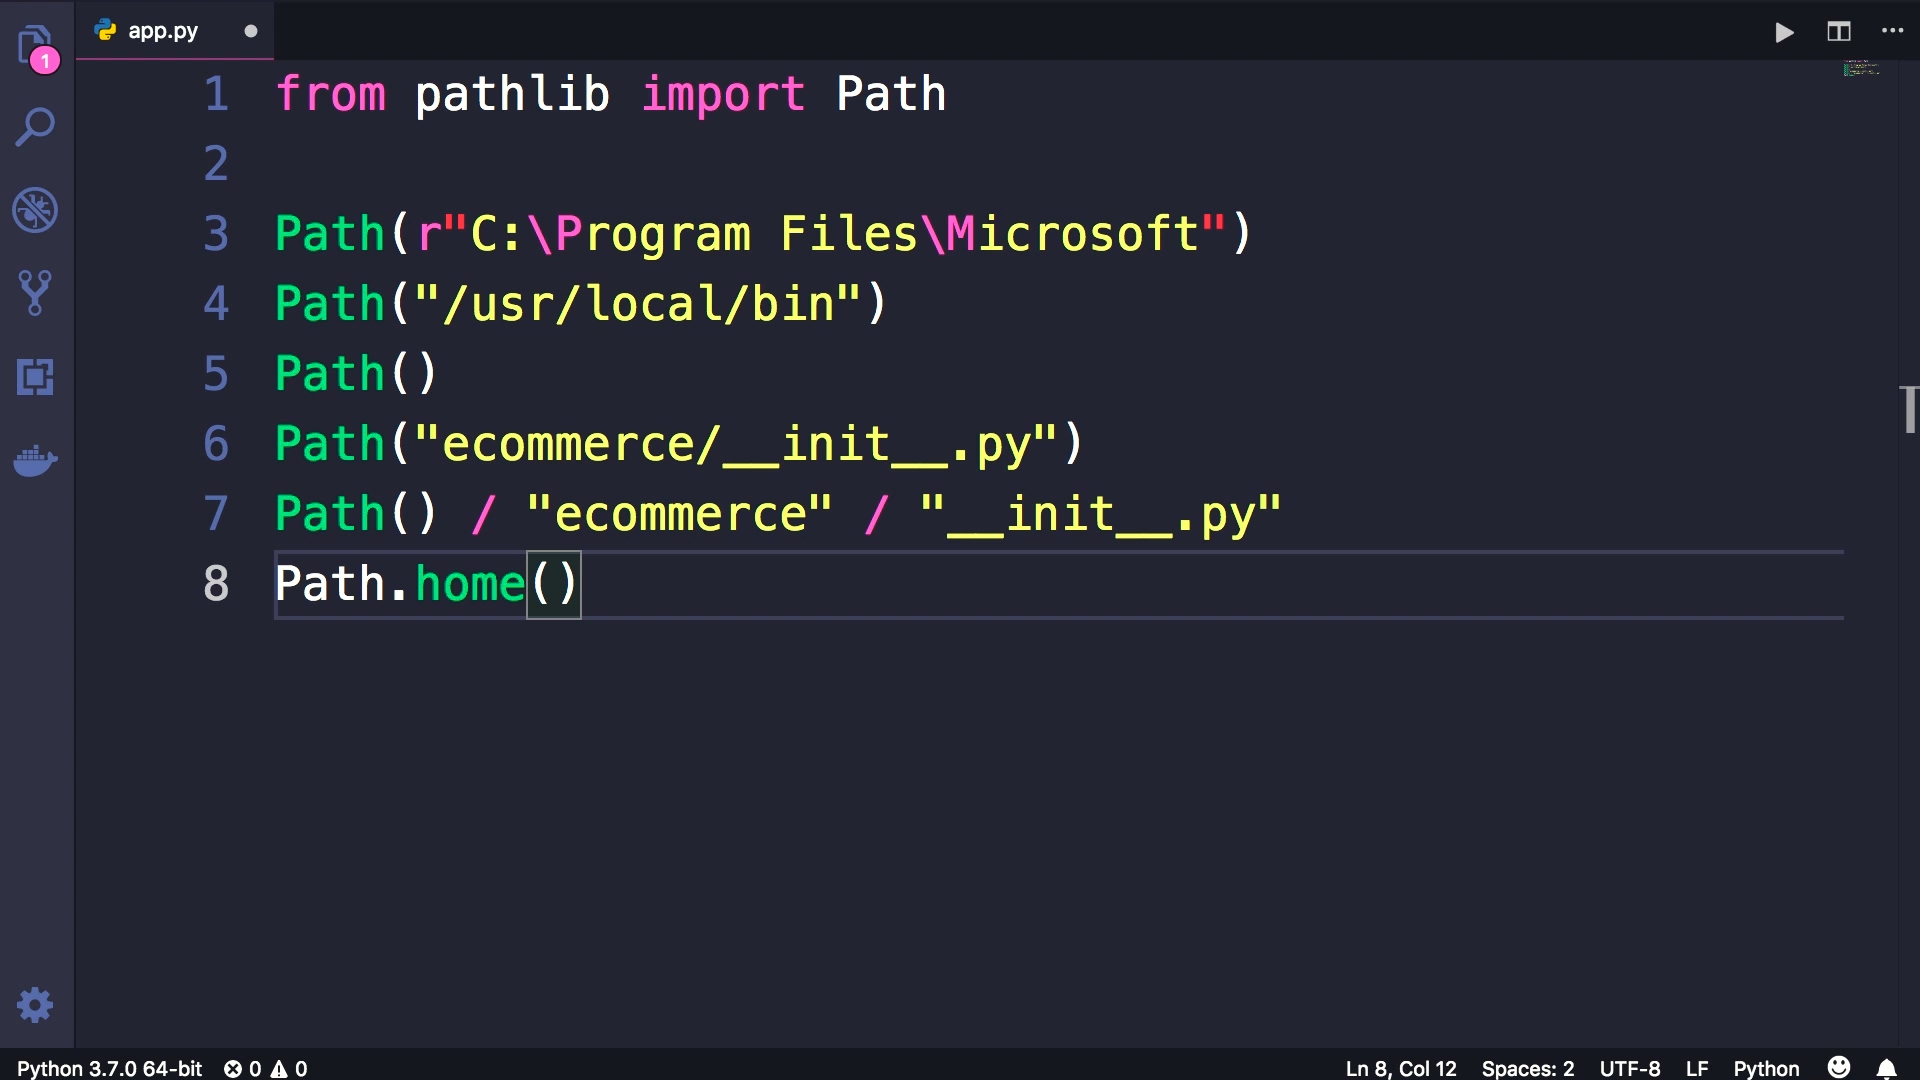 1
app.py
1 from pathlib import Path
2
3 Path(r"C:\Program Files\Microsoft")
4 Path("/usr/local/bin")
5 Path()
6 Path("ecommerce/__init__.py")
7 Path() / "ecommerce" / "__init__.py"
8 Path.home()
Python 3.7.0 64-bit 0 0 Ln 8, Col 12 Spaces: 2 UTF-8 LF Python